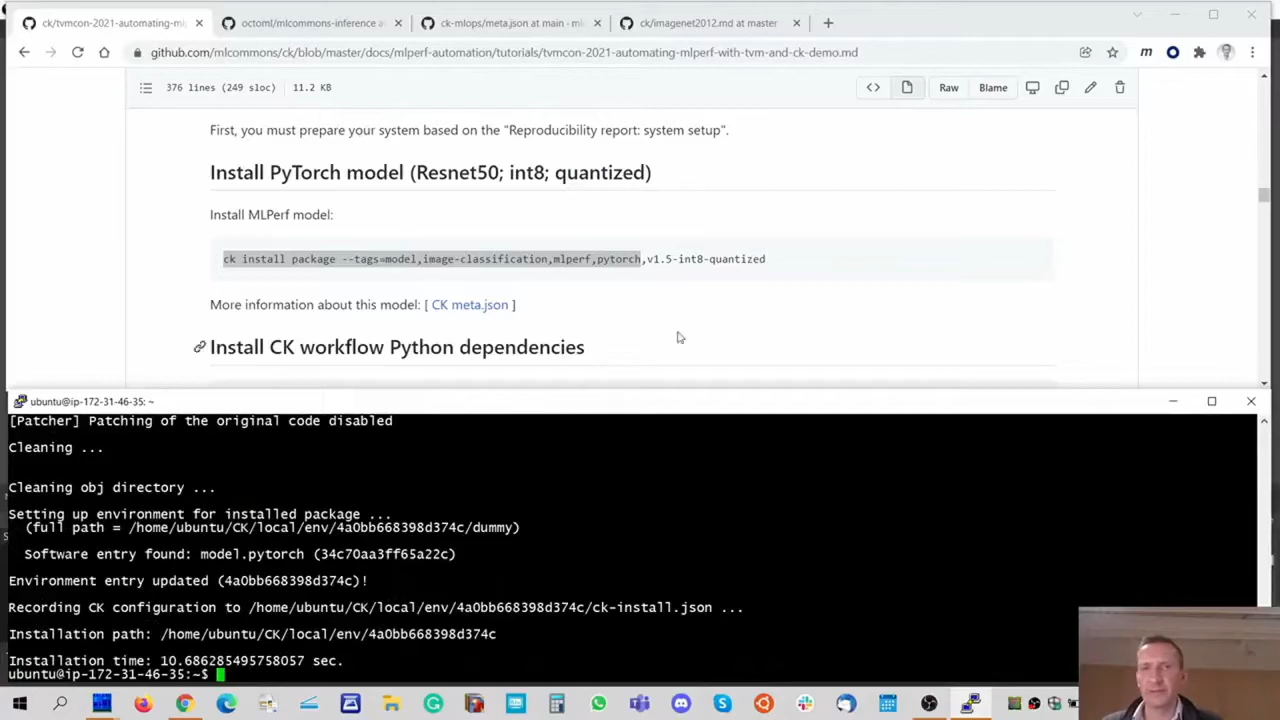 ck/tvmcon-2021-automating-ml
octoml/mlcommons-inference a
ck-mlops/meta.json at main · ml
ck/imagenet2012.md at master
github.com/mlcommons/ck/blob/master/docs/mlperf-automation/tutorials/tvmcon-2021-automating-mlperf-with-tvm-and-ck-demo.md
376 lines (249 sloc) 11.2 KB
Raw
Blame
First, you must prepare your system based on the "Reproducibility report: system setup".
Install PyTorch model (Resnet50; int8; quantized)
Install MLPerf model:
ck install package --tags=model,image-classification,mlperf,pytorch,v1.5-int8-quantized
More information about this model: [ CK meta.json ]
Install CK workflow Python dependencies
ubuntu@ip-172-31-46-35: ~
[Patcher] Patching of the original code disabled
Cleaning ...
Cleaning obj directory ...
Setting up environment for installed package ...
(full path = /home/ubuntu/CK/local/env/4a0bb668398d374c/dummy)
Software entry found: model.pytorch (34c70aa3ff65a22c)
Environment entry updated (4a0bb668398d374c)!
Recording CK configuration to /home/ubuntu/CK/local/env/4a0bb668398d374c/ck-install.json ...
Installation path: /home/ubuntu/CK/local/env/4a0bb668398d374c
Installation time: 10.686285495758057 sec.
ubuntu@ip-172-31-46-35:~$